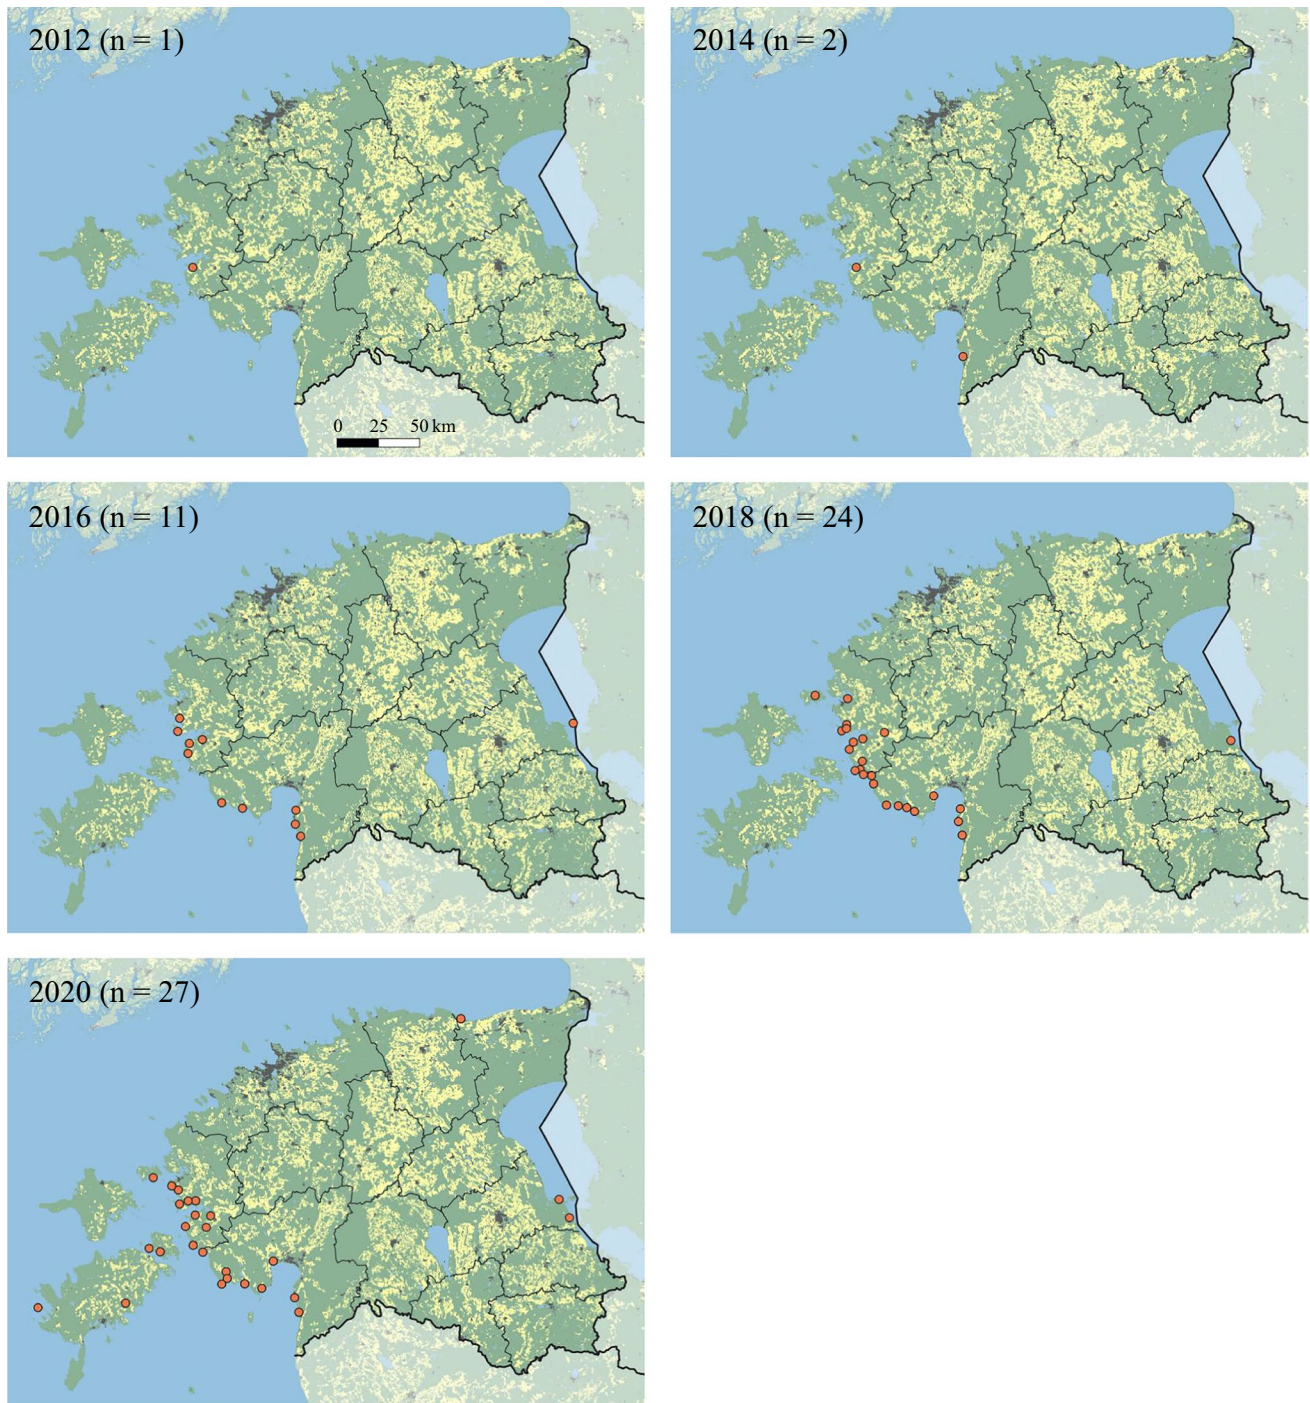 2012 (n = 1)
2014 (n = 2)
0 25 50 km
2016 (n = 11)
2018 (n = 24)
2020 (n = 27)